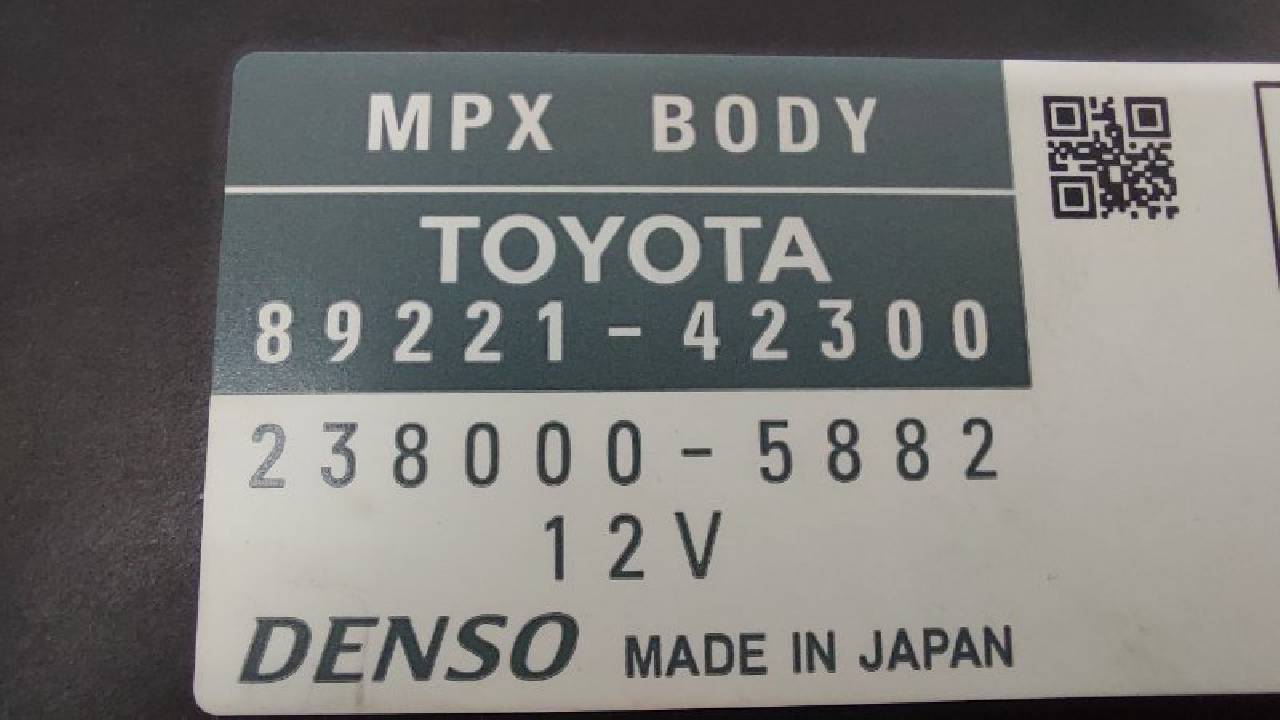 MPX BODY
TOYOTA
89221-42300
238000-5882
12V
DENSO MADE IN JAPAN